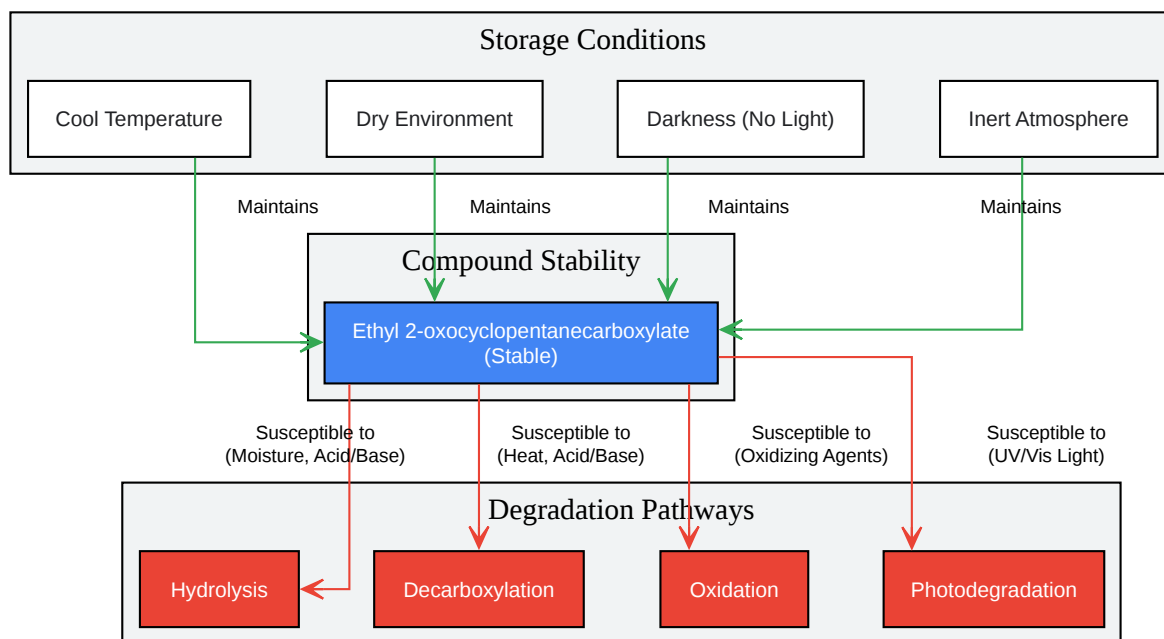 Storage Conditions
Cool Temperature
Dry Environment
Darkness (No Light)
Inert Atmosphere
Maintains
Maintains
Maintains
Maintains
Compound Stability
Ethyl 2-oxocyclopentanecarboxylate
(Stable)
Susceptible to
(Moisture, Acid/Base)
Susceptible to
(Heat, Acid/Base)
Susceptible to
(Oxidizing Agents)
Susceptible to
(UV/Vis Light)
Degradation Pathways
Hydrolysis
Decarboxylation
Oxidation
Photodegradation